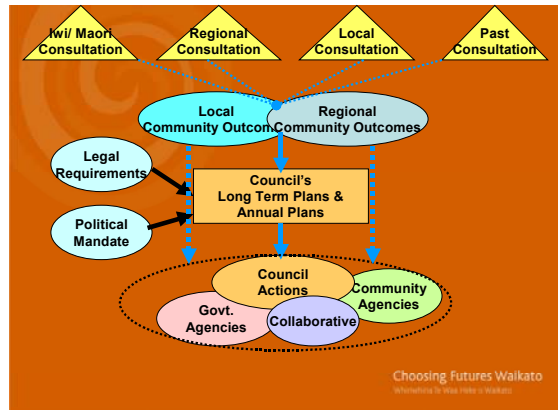 Iwi/ Maori
Consultation
Regional
Consultation
Local
Consultation
Past
Consultation
Local
Community Outcom
Regional
Community Outcomes
Legal
Requirements
Council's
Long Term Plans &
Annual Plans
Political
Mandate
Council
Actions
Community
Agencies
Govt.
Agencies
Collaborative
Choosing Futures Waikato